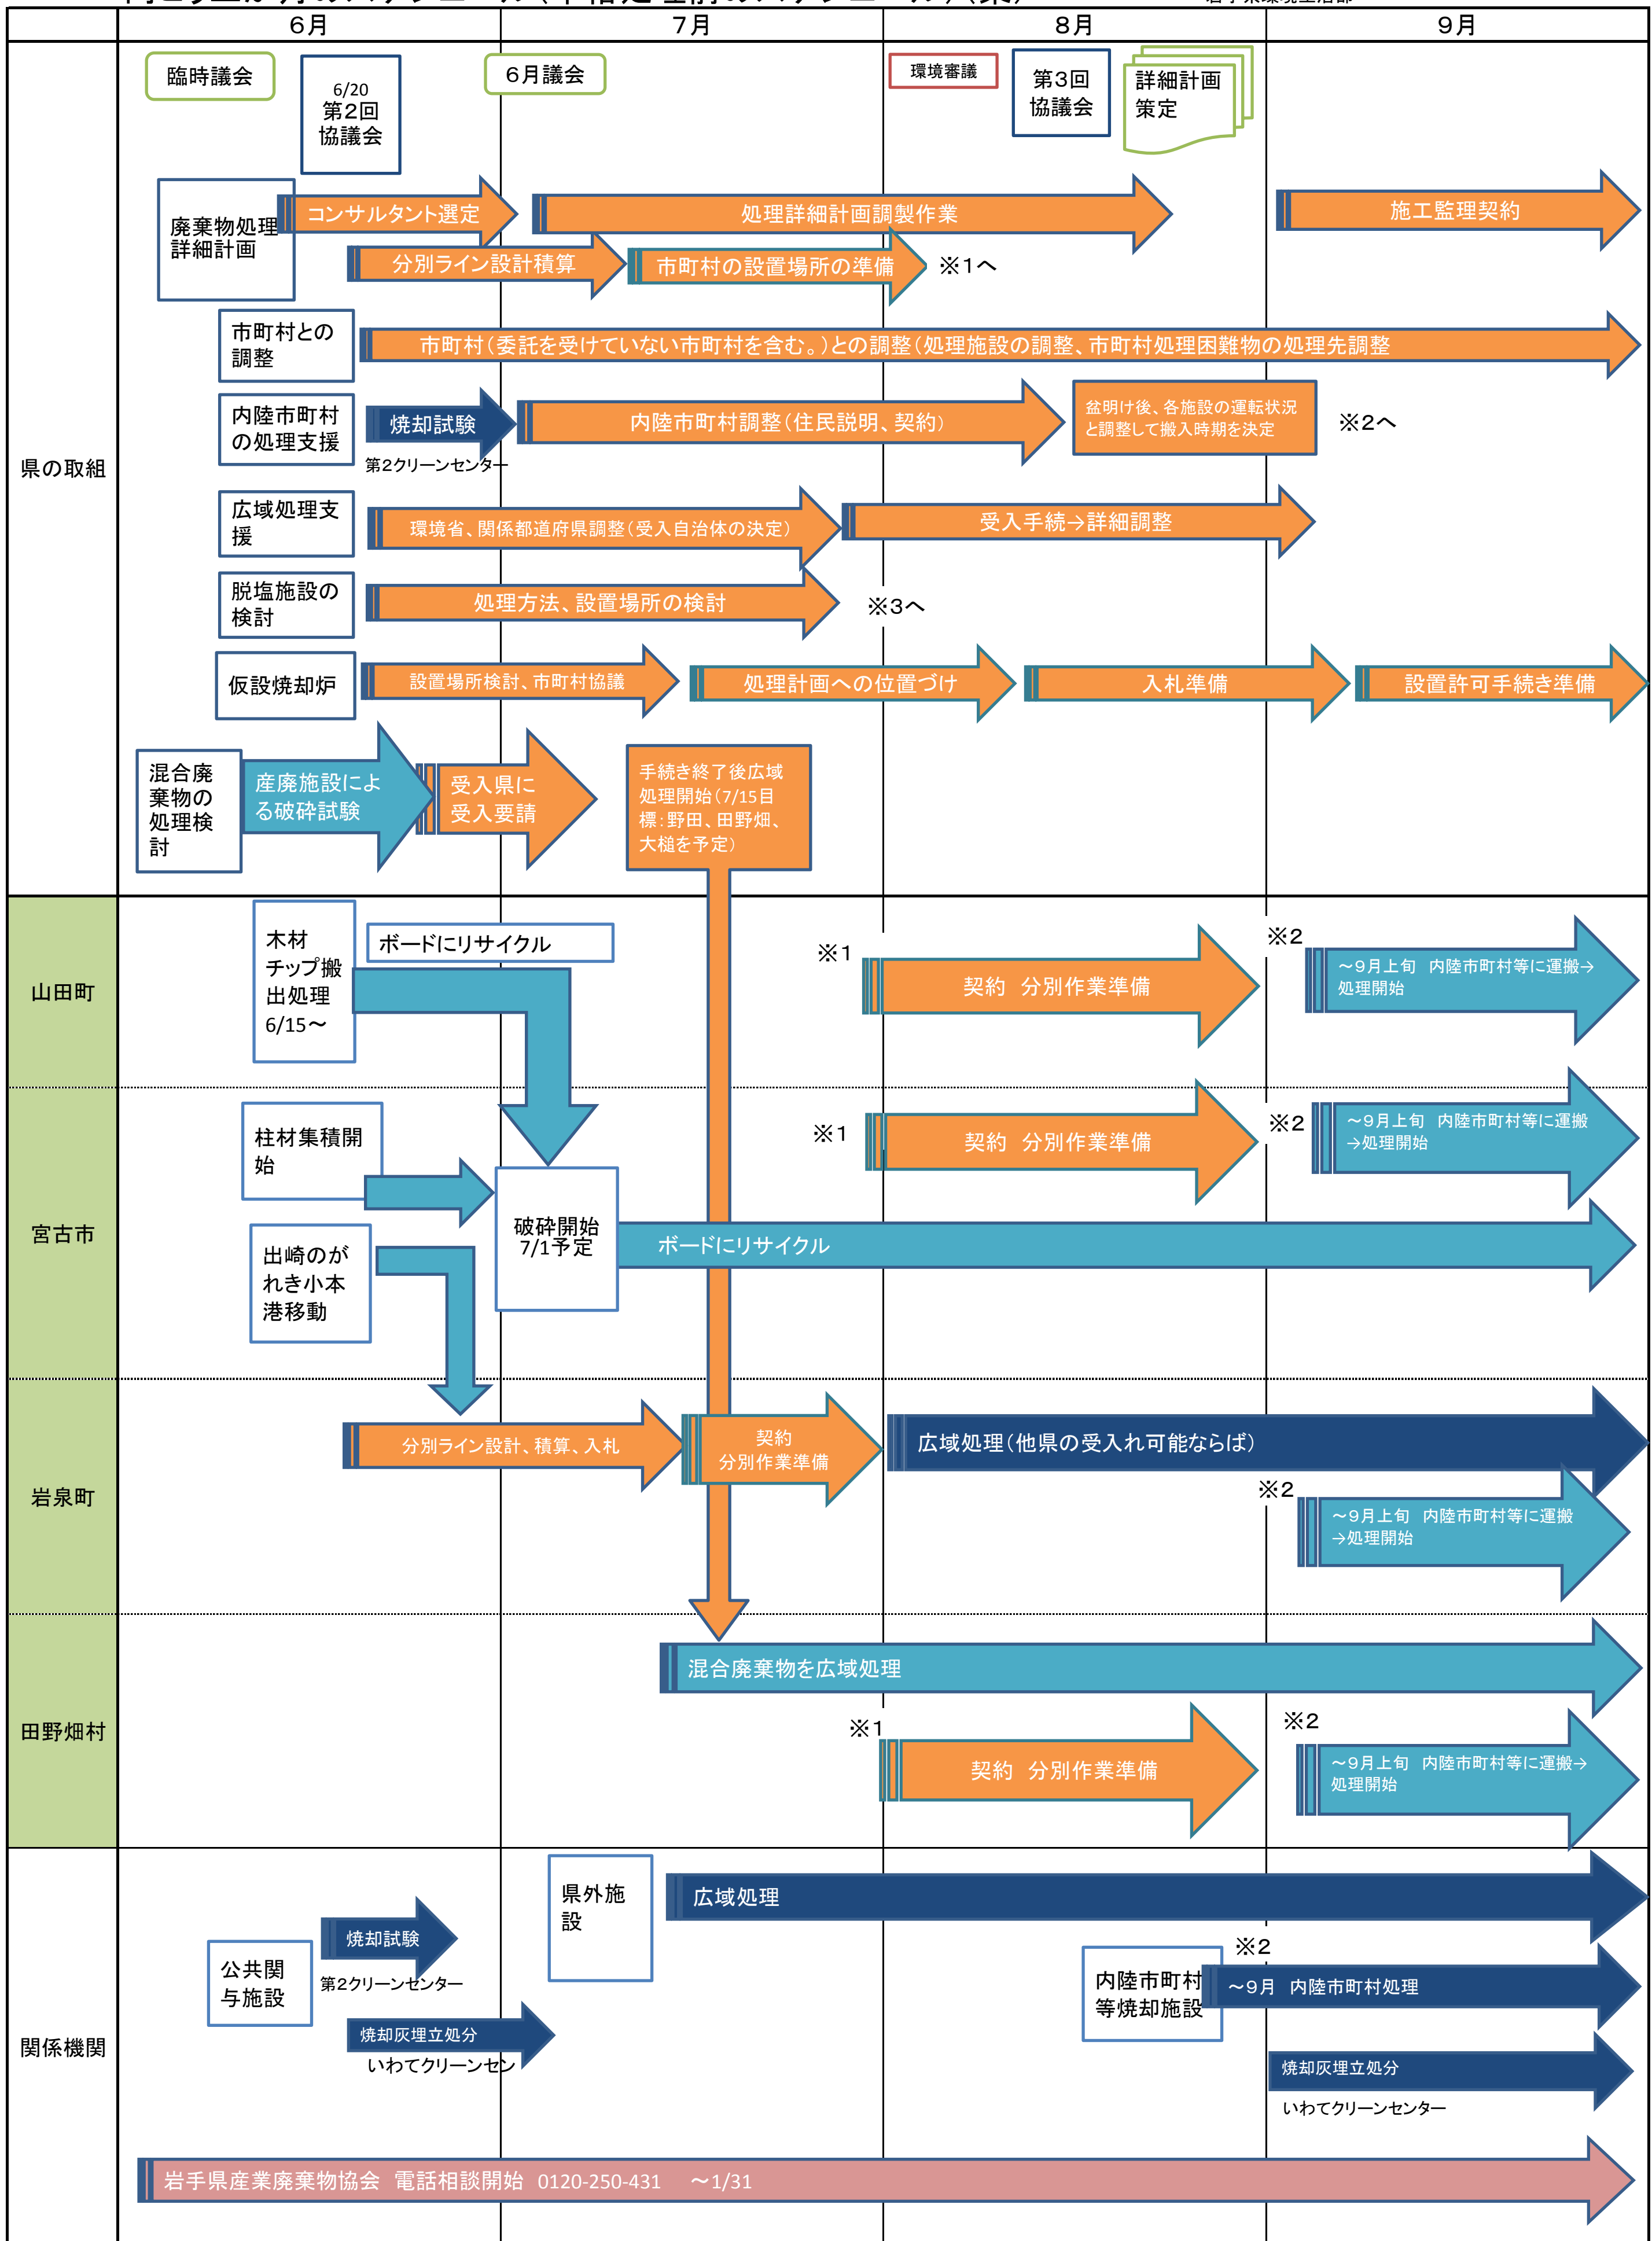 6月
7月
8月
9月
臨時議会
6/20
第2回
協議会
6月議会
環境審議
第3回
協議会
詳細計画
策定
県の取組
廃棄物処理
詳細計画
コンサルタント選定
処理詳細計画調製作業
施工監理契約
分別ライン設計積算
市町村の設置場所の準備
※1へ
市町村との
調整
市町村(委託を受けていない市町村を含む。)との調整(処理施設の調整、市町村処理困難物の処理先調整
内陸市町村
の処理支援
焼却試験
第2クリーンセンター
内陸市町村調整(住民説明、契約)
盆明け後、各施設の運転状況
と調整して搬入時期を決定
※2へ
広域処理支
援
環境省、関係都道府県調整(受入自治体の決定)
受入手続→詳細調整
脱塩施設の
検討
処理方法、設置場所の検討
※3へ
仮設焼却炉
設置場所検討、市町村協議
処理計画への位置づけ
入札準備
設置許可手続き準備
混合廃
棄物の
処理検
討
産廃施設によ
る破砕試験
受入県に
受入要請
手続き終了後広域
処理開始(7/15目
標:野田、田野畑、
大槌を予定)
山田町
木材
チップ搬
出処理
6/15～
ボードにリサイクル
※1
契約 分別作業準備
※2
～9月上旬 内陸市町村等に運搬→
処理開始
宮古市
柱材集積開
始
出崎のが
れき小本
港移動
破砕開始
7/1予定
ボードにリサイクル
※1
契約 分別作業準備
※2
～9月上旬 内陸市町村等に運搬
→処理開始
岩泉町
分別ライン設計、積算、入札
契約
分別作業準備
広域処理(他県の受入れ可能ならば)
※2
～9月上旬 内陸市町村等に運搬
→処理開始
田野畑村
混合廃棄物を広域処理
※1
契約 分別作業準備
※2
～9月上旬 内陸市町村等に運搬→
処理開始
関係機関
県外施
設
広域処理
公共関
与施設
焼却試験
第2クリーンセンター
焼却灰埋立処分
いわてクリーンセン
※2
内陸市町村
等焼却施設
～9月 内陸市町村処理
焼却灰埋立処分
いわてクリーンセンター
岩手県産業廃棄物協会 電話相談開始 0120-250-431 ～1/31